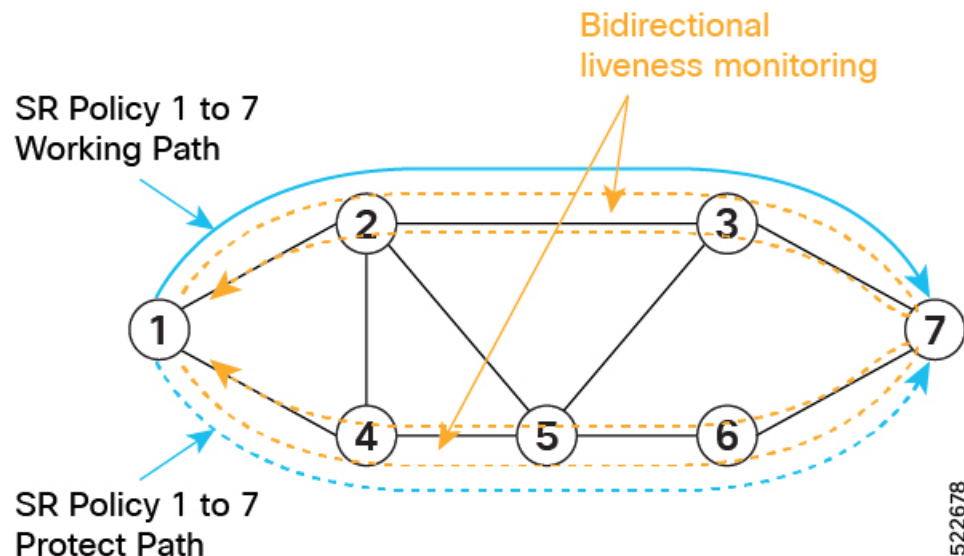 Bidirectional
liveness monitoring
SR Policy 1 to 7
Working Path
2
3
1
7
4
5
6
SR Policy 1 to 7
Protect Path
522678